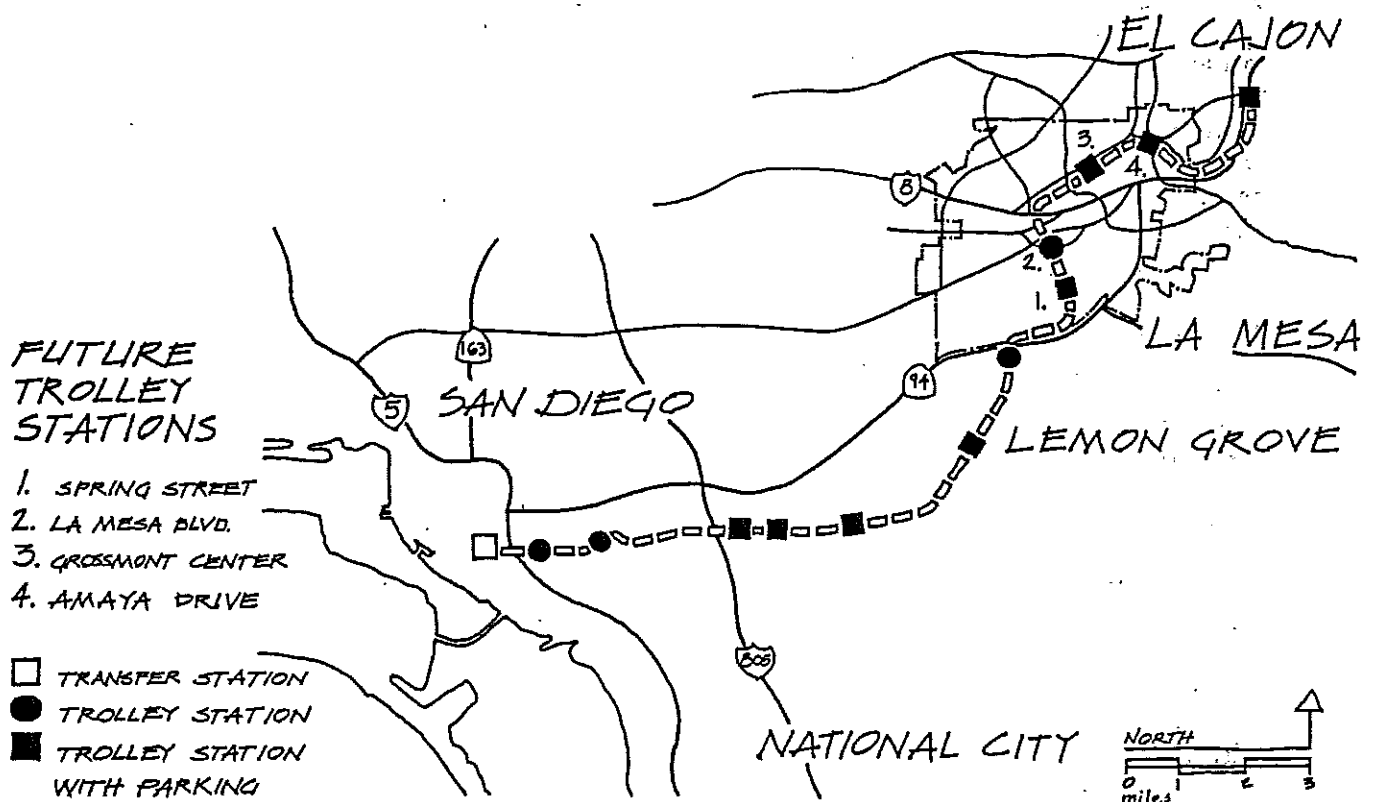 EL CAJON
3.
4.
8
2.
1.
LA MESA
163
94
5
SAN DIEGO
LEMON GROVE
FUTURE
TROLLEY
STATIONS
1. SPRING STREET
2. LA MESA BLVD.
3. GROSSMONT CENTER
4. AMAYA DRIVE
TRANSFER STATION
TROLLEY STATION
TROLLEY STATION
WITH PARKING
805
NATIONAL CITY
NORTH
0 1 2 3
miles